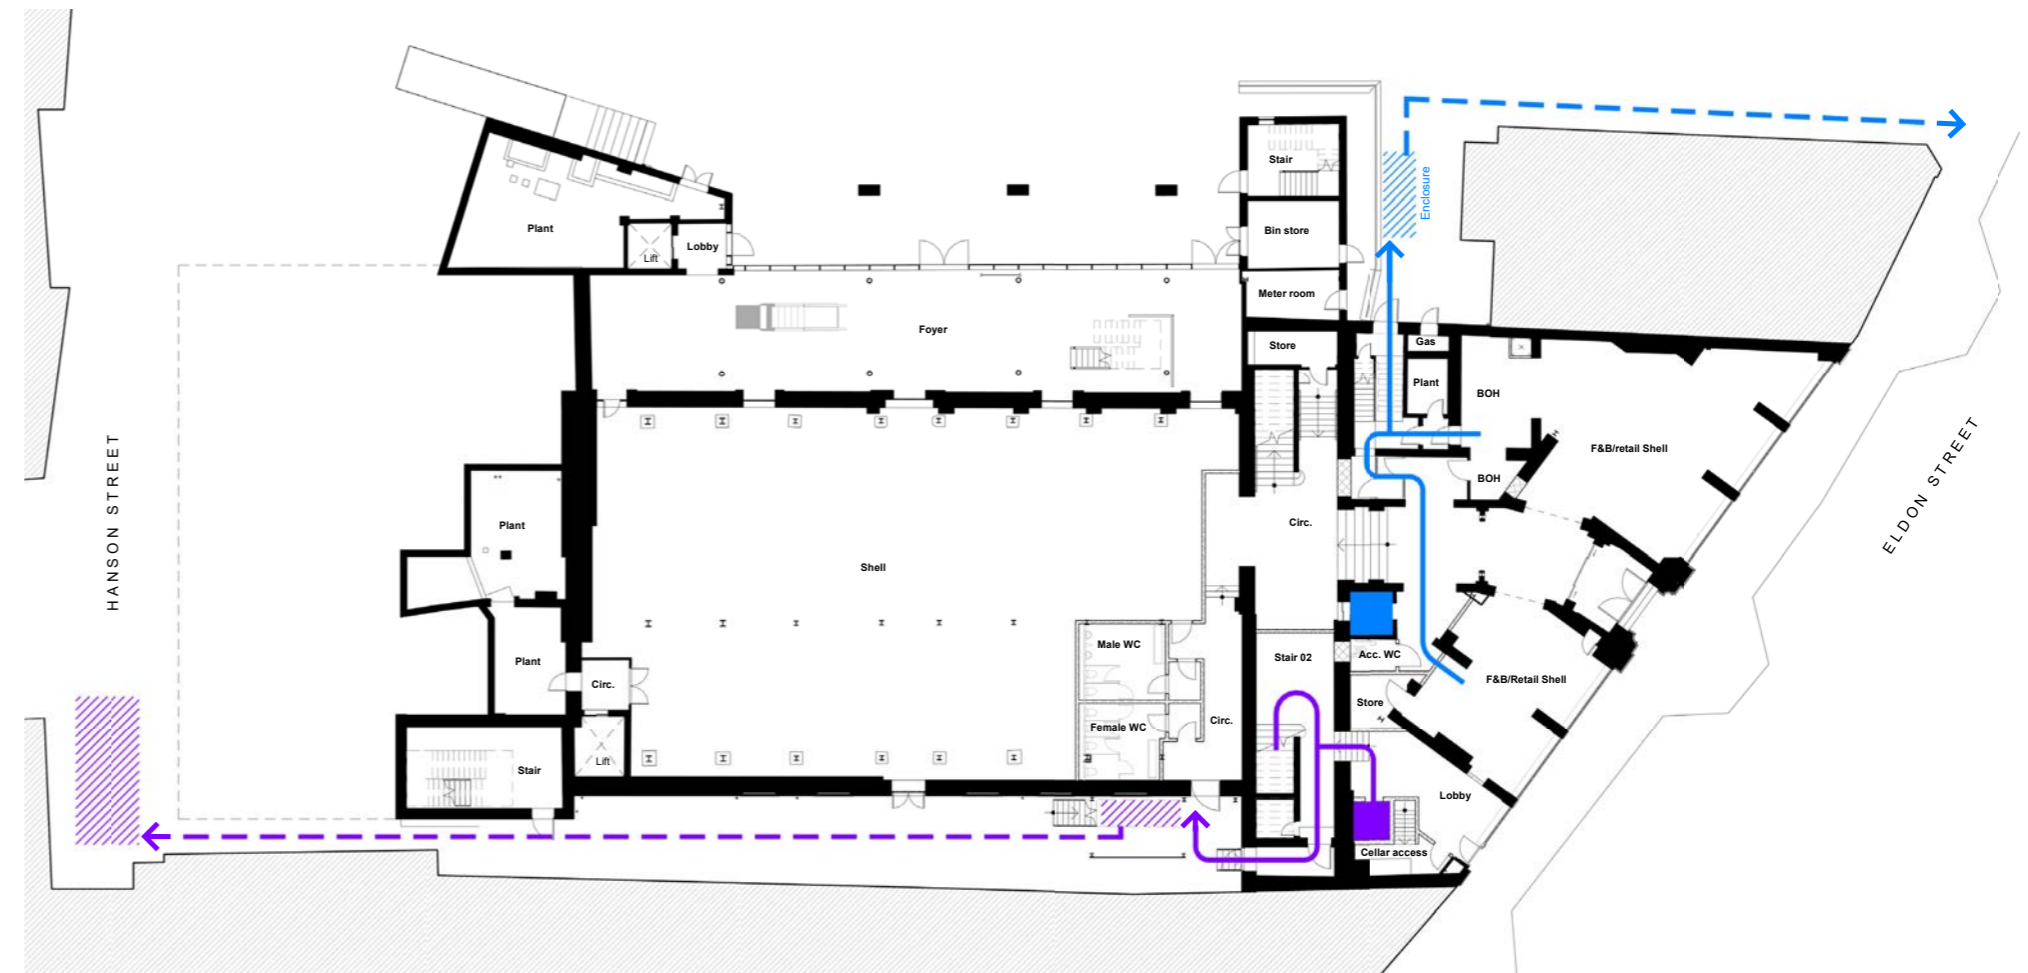 Stair
Enclosure
Plant
Bin store
Lobby
Lift
Meter room
Foyer
Store
Gas
Plant
BOH
F&B/retail Shell
BOH
HANSON STREET
ELDON STREET
Plant
Circ.
Shell
Male WC
Stair 02
Acc. WC
Plant
Circ.
F&B/Retail Shell
Store
Female WC
Circ.
Lift
Stair
Lobby
Cellar access